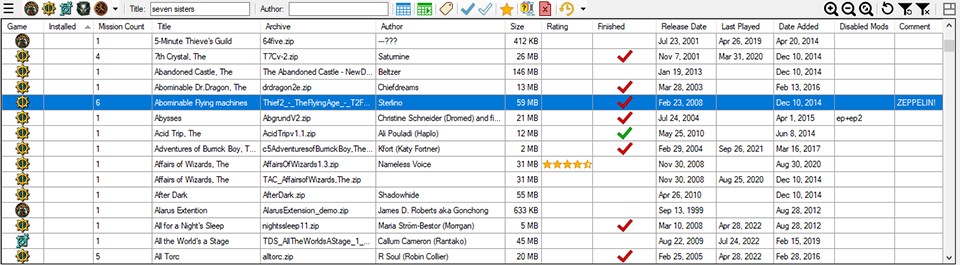 Title: seven sisters Author:
Game Installed Mission Count Title Archive Author Size Rating Finished Release Date Last Played Date Added Disabled Mods Comment
1 5-Minute Thieve's Guild 64five.zip ---??? 412 KB Jul 23, 2001 Apr 26, 2019 Apr 20, 2014
4 7th Crystal, The T7Cv-2.zip Saturnine 26 MB Nov 7, 2001 Mar 31, 2020 Dec 10, 2014
1 Abandoned Castle, The The Abandoned Castle - NewD... Beltzer 146 MB Jan 19, 2013 Dec 10, 2014
1 Abominable Dr.Dragon, The drdragon2e.zip Chiefdreams 13 MB Mar 28, 2003 Feb 13, 2016
6 Abominable Flying machines Thief2_-_TheFlyingAge_-_T2F... Sterlino 59 MB Feb 23, 2008 Dec 10, 2014 ZEPPELIN!
1 Abysses AbgrundV2.zip Christine Schneider (Dromed) and fi... 21 MB Jul 24, 2004 Apr 1, 2015 ep+ep2
1 Acid Trip, The AcidTripv1.1.zip Ali Pouladi (Haplo) 12 MB May 25, 2010 Jun 8, 2014
1 Adventures of Burrick Boy, The c5AdventuresofBurrickBoy,The... Kfort (Katy Fortner) 2 MB Feb 29, 2004 Sep 26, 2021 Mar 16, 2017
1 Affairs of Wizards, The AffairsOfWizards1.3.zip Nameless Voice 31 MB Nov 30, 2008 Aug 30, 2020
1 Affairs of Wizards, The TAC_AffairsofWizards,The.zip 31 MB Nov 30, 2008 Aug 25, 2020 Dec 10, 2014
1 After Dark AfterDark.zip Shadowhide 55 MB Apr 26, 2010 Dec 10, 2014
1 Alarus Extention AlarusExtension_demo.zip James D. Roberts aka Gonchong 633 KB Sep 13, 1999 Aug 28, 2012
1 All for a Night's Sleep nightssleep11.zip Maria Ström-Bestor (Morrgan) 5 MB Mar 10, 2008 Apr 28, 2022 Aug 28, 2012
1 All the World's a Stage TDS_AllTheWorldsAStage_1_... Callum Cameron (Rantako) 45 MB Aug 22, 2009 Jul 24, 2022 Feb 15, 2019
5 All Torc alltorc.zip R Soul (Robin Collier) 20 MB Feb 25, 2005 Apr 28, 2022 Dec 10, 2014